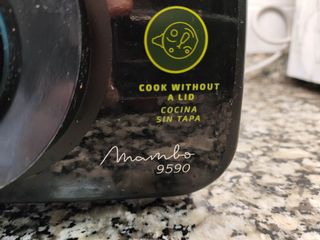 COOK WITHOUT
A LID
COCINA
SIN TAPA
mambo
9590